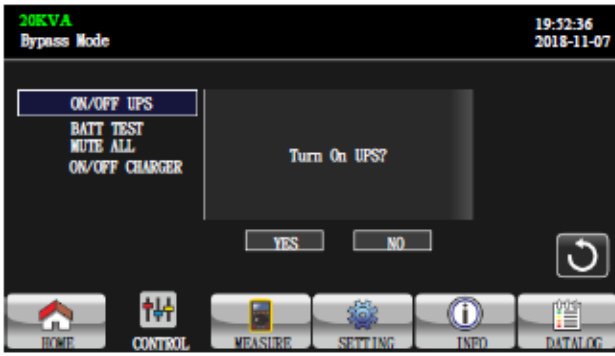 20KVA
Bypass Mode
19:52:36
2018-11-07
ON/OFF UPS
BATT TEST
MUTE ALL
ON/OFF CHARGER
Turn On UPS?
YES NO
HOME CONTROL MEASURE SETTING INFO DATALOG